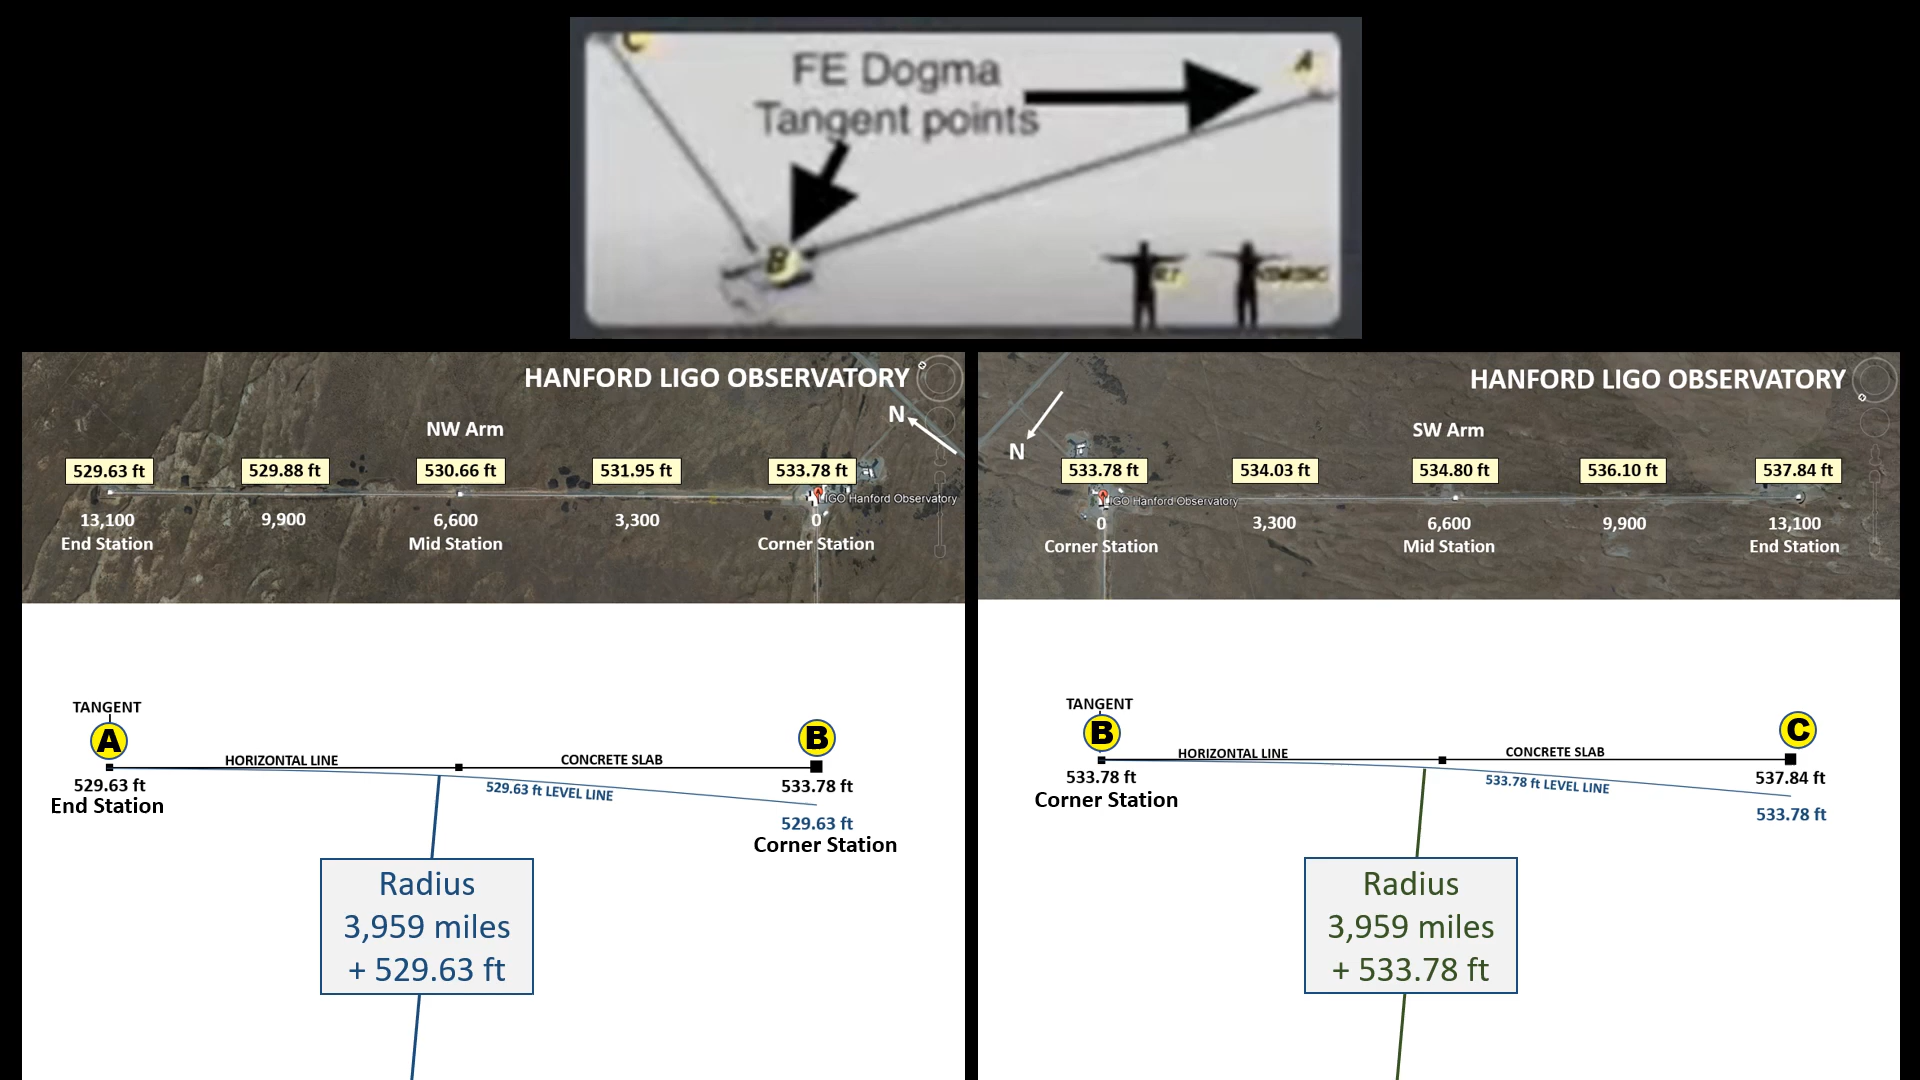 C
FE Dogma
Tangent points
A
B
HANFORD LIGO OBSERVATORY
N
NW Arm
529.63 ft
529.88 ft
530.66 ft
531.95 ft
533.78 ft
LIGO Hanford Observatory
13,100
9,900
6,600
3,300
0
End Station
Mid Station
Corner Station
TANGENT
A
B
HORIZONTAL LINE
CONCRETE SLAB
529.63 ft
529.63 ft LEVEL LINE
533.78 ft
End Station
529.63 ft
Corner Station
Radius
3,959 miles
+ 529.63 ft
HANFORD LIGO OBSERVATORY
N
SW Arm
533.78 ft
534.03 ft
534.80 ft
536.10 ft
537.84 ft
LIGO Hanford Observatory
0
3,300
6,600
9,900
13,100
Corner Station
Mid Station
End Station
TANGENT
B
C
HORIZONTAL LINE
CONCRETE SLAB
533.78 ft
533.78 ft LEVEL LINE
537.84 ft
Corner Station
533.78 ft
Radius
3,959 miles
+ 533.78 ft